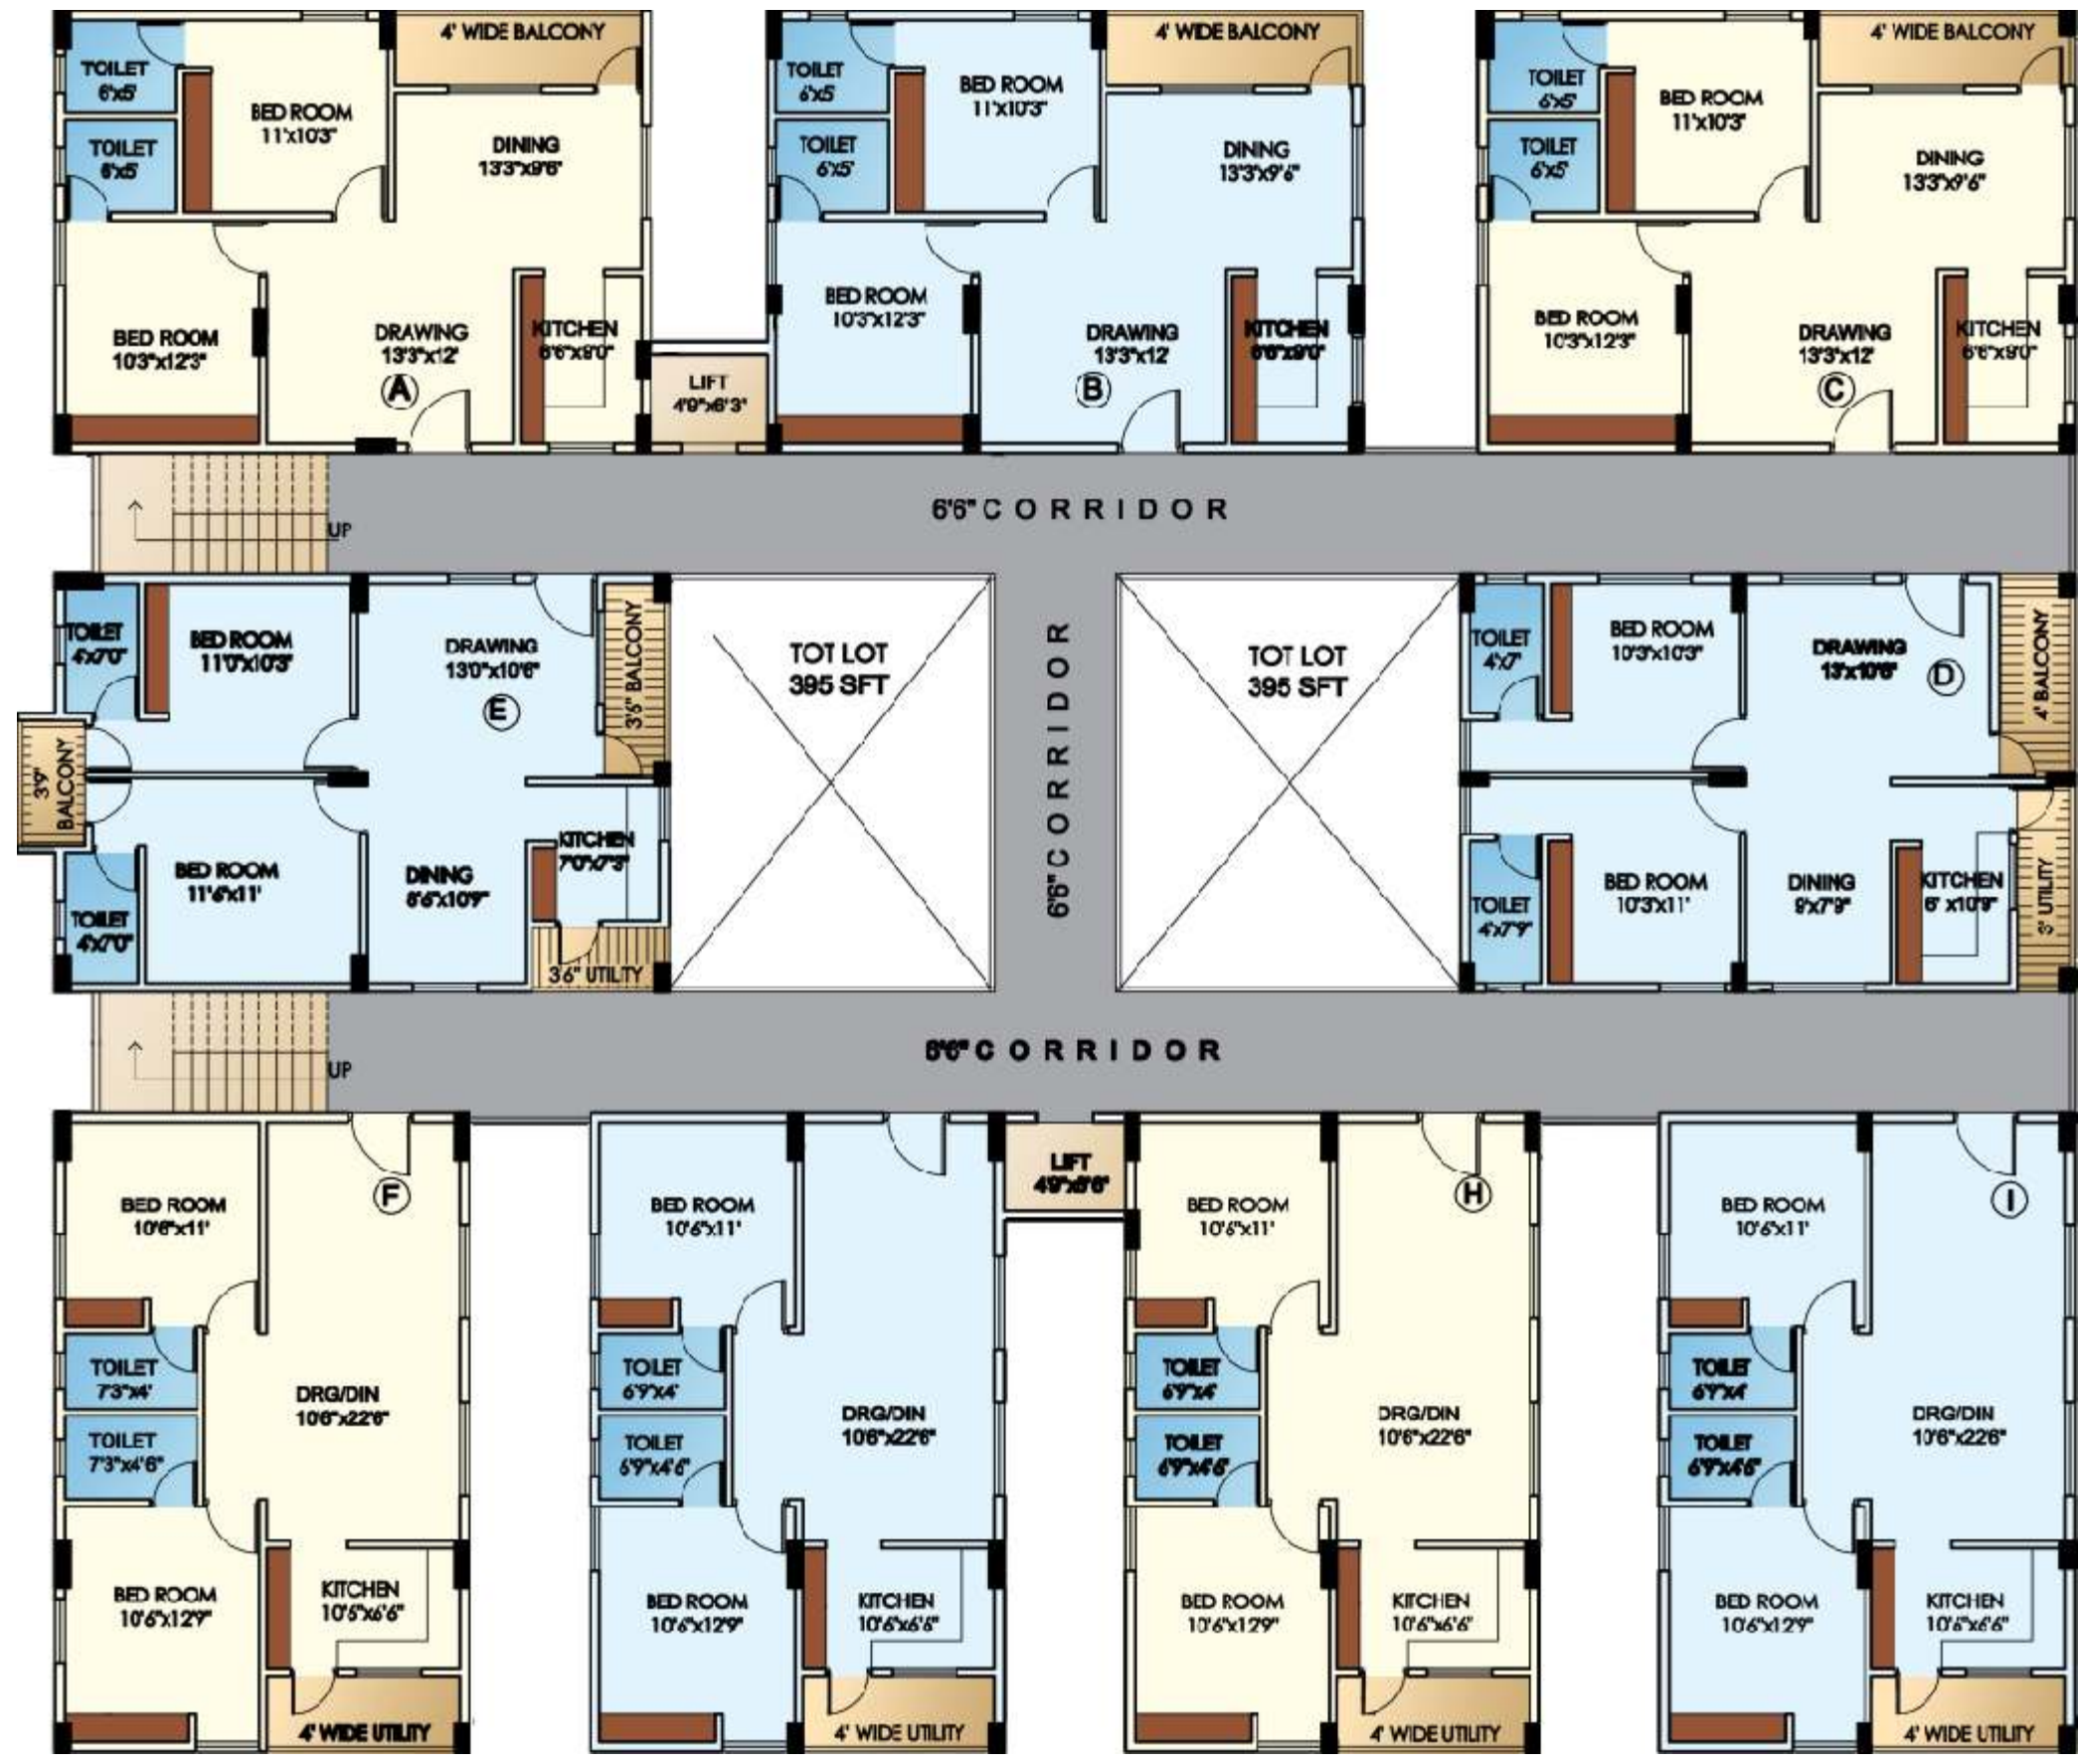 4' WIDE BALCONY
TOILET
6'x5'
BED ROOM
11'x10'3"
TOILET
6'x5'
DINING
13'3"x9'6"
BED ROOM
10'3"x12'3"
DRAWING
13'3"x12'
KITCHEN
6'6"x9'0"
A
LIFT
4'9"x6'3"
4' WIDE BALCONY
TOILET
6'x5'
BED ROOM
11'x10'3"
TOILET
6'x5'
DINING
13'3"x9'6"
BED ROOM
10'3"x12'3"
DRAWING
13'3"x12'
KITCHEN
6'6"x9'0"
B
4' WIDE BALCONY
TOILET
6'x5'
BED ROOM
11'x10'3"
TOILET
6'x5'
DINING
13'3"x9'6"
BED ROOM
10'3"x12'3"
DRAWING
13'3"x12'
KITCHEN
6'6"x9'0"
C
6'6" CORRIDOR
UP
TOILET
4'x7'0"
BED ROOM
11'0"x10'3"
DRAWING
13'0"x10'6"
E
3'6" BALCONY
3'9"
BALCONY
BED ROOM
11'6"x11'
DINING
8'6"x10'9"
KITCHEN
7'0"x7'3"
TOILET
4'x7'0"
3'6" UTILITY
TOT LOT
395 SFT
6'6" CORRIDOR
TOT LOT
395 SFT
TOILET
4'x7'
BED ROOM
10'3"x10'3"
DRAWING
13'x10'6"
D
4' BALCONY
TOILET
4'x7'9"
BED ROOM
10'3"x11'
DINING
9'x7'9"
KITCHEN
6' x10'9"
3' UTILITY
6'6" CORRIDOR
UP
BED ROOM
10'6"x11'
F
TOILET
7'3"x4'
TOILET
7'3"x4'6"
DRG/DIN
10'6"x22'6"
BED ROOM
10'6"x12'9"
KITCHEN
10'6"x6'6"
4' WIDE UTILITY
BED ROOM
10'6"x11'
TOILET
6'9"x4'
TOILET
6'9"x4'6"
DRG/DIN
10'6"x22'6"
BED ROOM
10'6"x12'9"
KITCHEN
10'6"x6'6"
4' WIDE UTILITY
LIFT
BED ROOM
10'6"x11'
H
TOILET
6'9"x4'
TOILET
6'9"x4'6"
DRG/DIN
10'6"x22'6"
BED ROOM
10'6"x12'9"
KITCHEN
10'6"x6'6"
4' WIDE UTILITY
BED ROOM
10'6"x11'
I
TOILET
6'9"x4'
TOILET
6'9"x4'6"
DRG/DIN
10'6"x22'6"
BED ROOM
10'6"x12'9"
KITCHEN
10'6"x6'6"
4' WIDE UTILITY